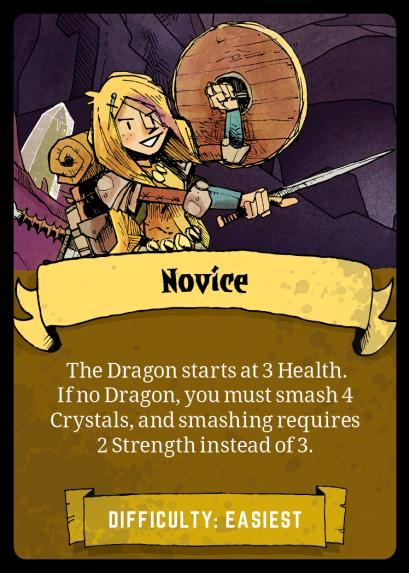 Novice
The Dragon starts at 3 Health.
If no Dragon, you must smash 4
Crystals, and smashing requires
2 Strength instead of 3.
DIFFICULTY: EASIEST